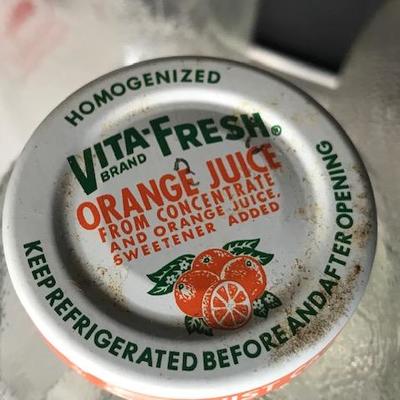 HOMOGENIZED
VITA-FRESH®
BRAND
ORANGE JUICE
FROM CONCENTRATE
AND ORANGE JUICE,
SWEETENER ADDED
KEEP REFRIGERATED BEFORE AND AFTER OPENING